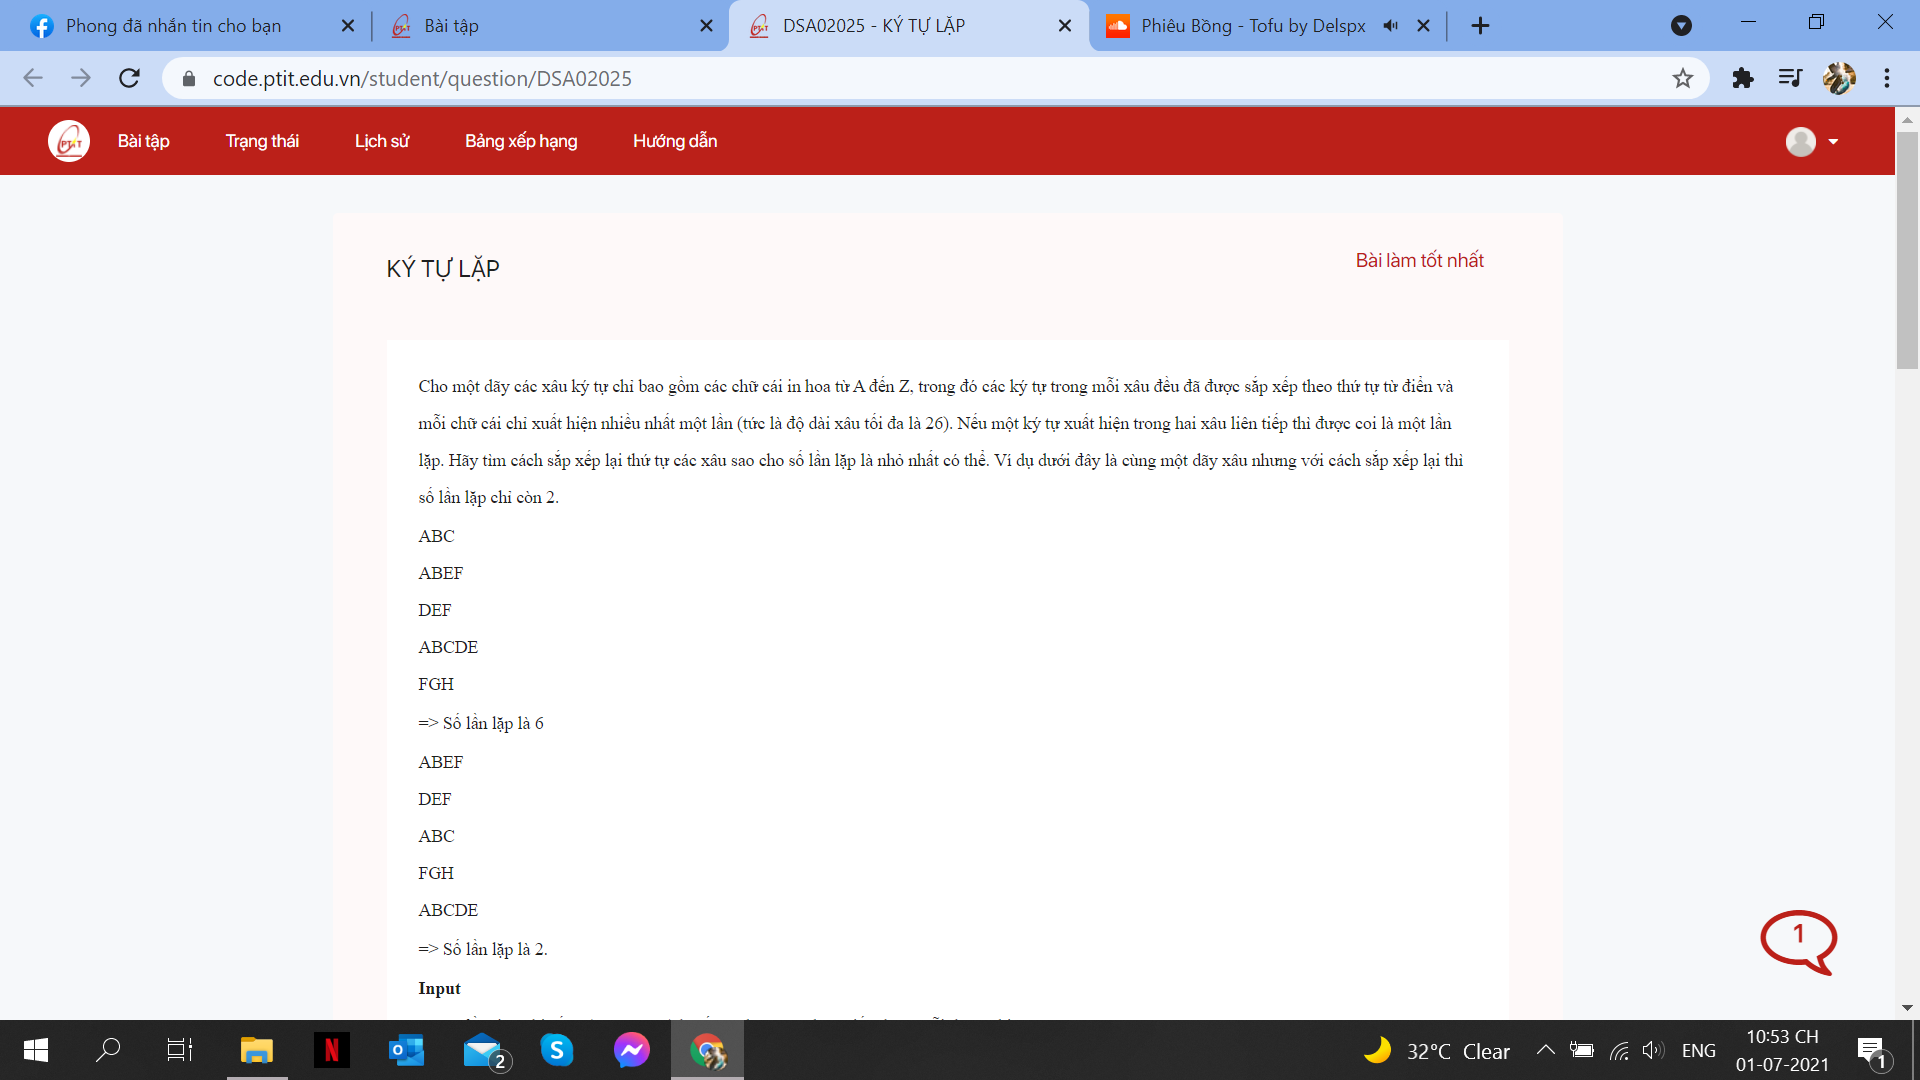 Phong đã nhắn tin cho bạn
Bài tập
DSA02025 - KÝ TỰ LẶP
Phiêu Bồng - Tofu by Delspx
code.ptit.edu.vn/student/question/DSA02025
PTIT
Bài tập
Trạng thái
Lịch sử
Bảng xếp hạng
Hướng dẫn
KÝ TỰ LẶP
Bài làm tốt nhất
Cho một dãy các xâu ký tự chỉ bao gồm các chữ cái in hoa từ A đến Z, trong đó các ký tự trong mỗi xâu đều đã được sắp xếp theo thứ tự từ điển và
mỗi chữ cái chỉ xuất hiện nhiều nhất một lần (tức là độ dài xâu tối đa là 26). Nếu một ký tự xuất hiện trong hai xâu liên tiếp thì được coi là một lần
lặp. Hãy tìm cách sắp xếp lại thứ tự các xâu sao cho số lần lặp là nhỏ nhất có thể. Ví dụ dưới đây là cùng một dãy xâu nhưng với cách sắp xếp lại thì
số lần lặp chỉ còn 2.
ABC
ABEF
DEF
ABCDE
FGH
=> Số lần lặp là 6
ABEF
DEF
ABC
FGH
ABCDE
=> Số lần lặp là 2.
Input
1
2
32°C Clear
ENG
10:53 CH
01-07-2021
1